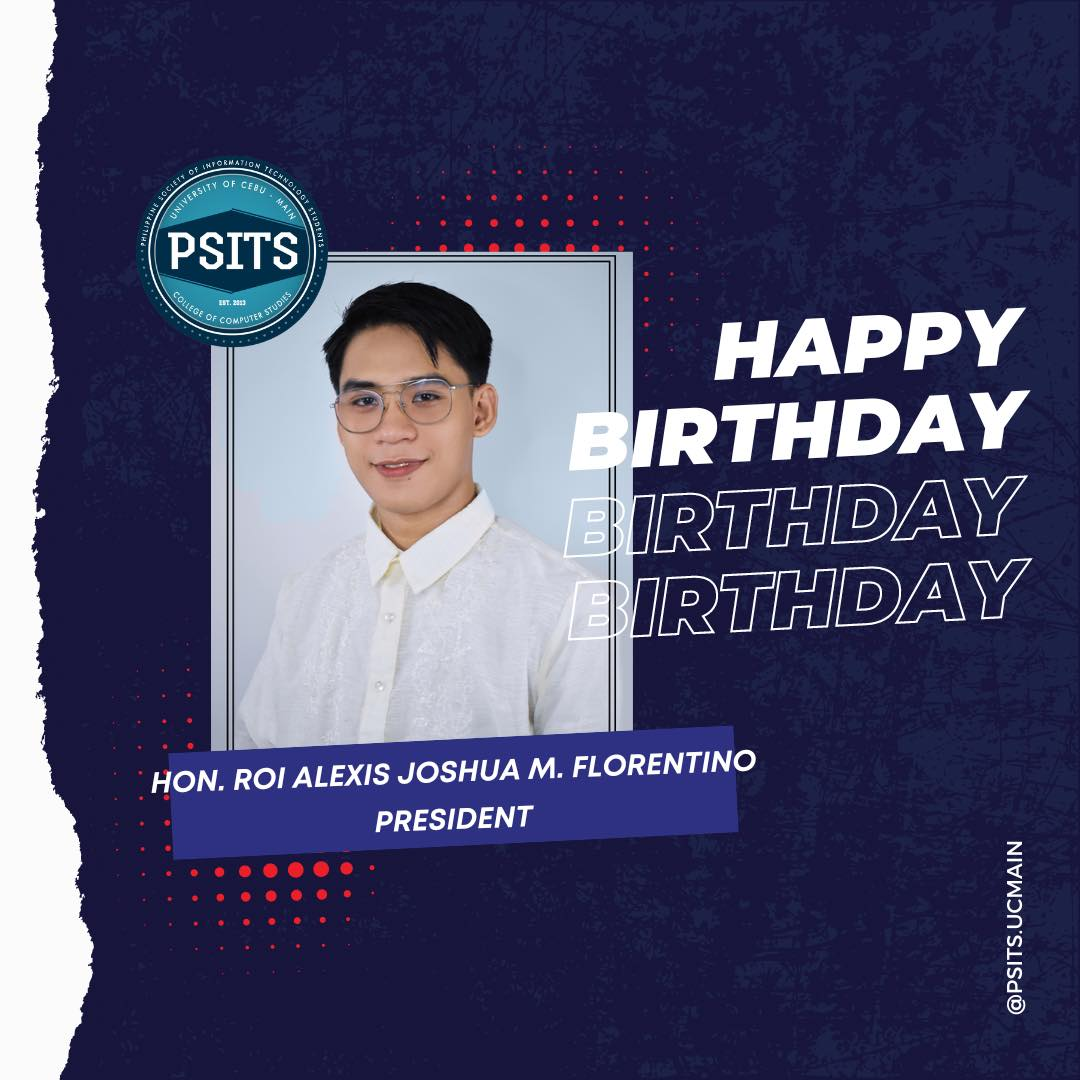 PHILIPPINE SOCIETY OF INFORMATION TECHNOLOGY STUDENTS
UNIVERSITY OF CEBU - MAIN
PSITS
EST. 2013
COLLEGE OF COMPUTER STUDIES
HAPPY
BIRTHDAY
BIRTHDAY
BIRTHDAY
HON. ROI ALEXIS JOSHUA M. FLORENTINO
PRESIDENT
@PSITS.UCMAIN